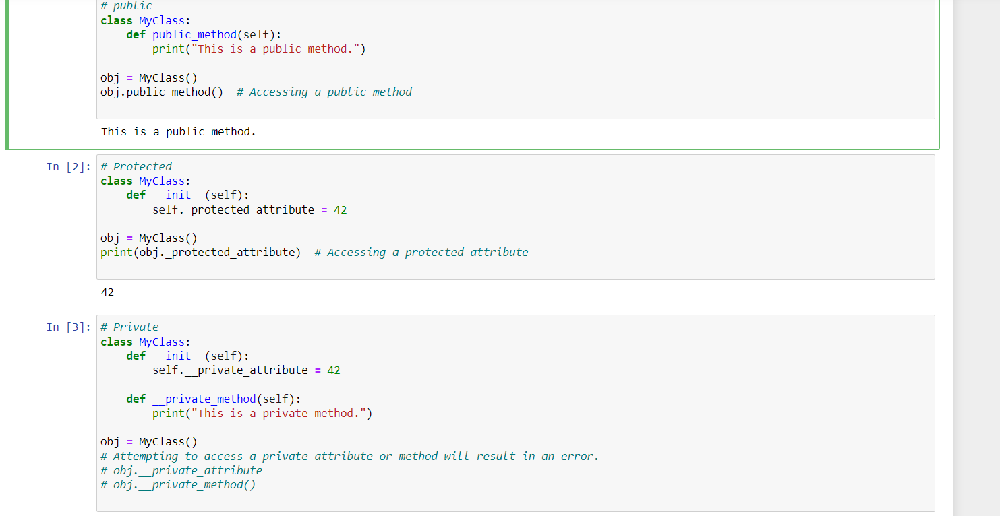 # public
class MyClass:
    def public_method(self):
        print("This is a public method.")
obj = MyClass()
obj.public_method()  # Accessing a public method
This is a public method.
In [2]: # Protected
class MyClass:
    def __init__(self):
        self._protected_attribute = 42
obj = MyClass()
print(obj._protected_attribute)  # Accessing a protected attribute
42
In [3]: # Private
class MyClass:
    def __init__(self):
        self.__private_attribute = 42
    def __private_method(self):
        print("This is a private method.")
obj = MyClass()
# Attempting to access a private attribute or method will result in an error.
# obj.__private_attribute
# obj.__private_method()